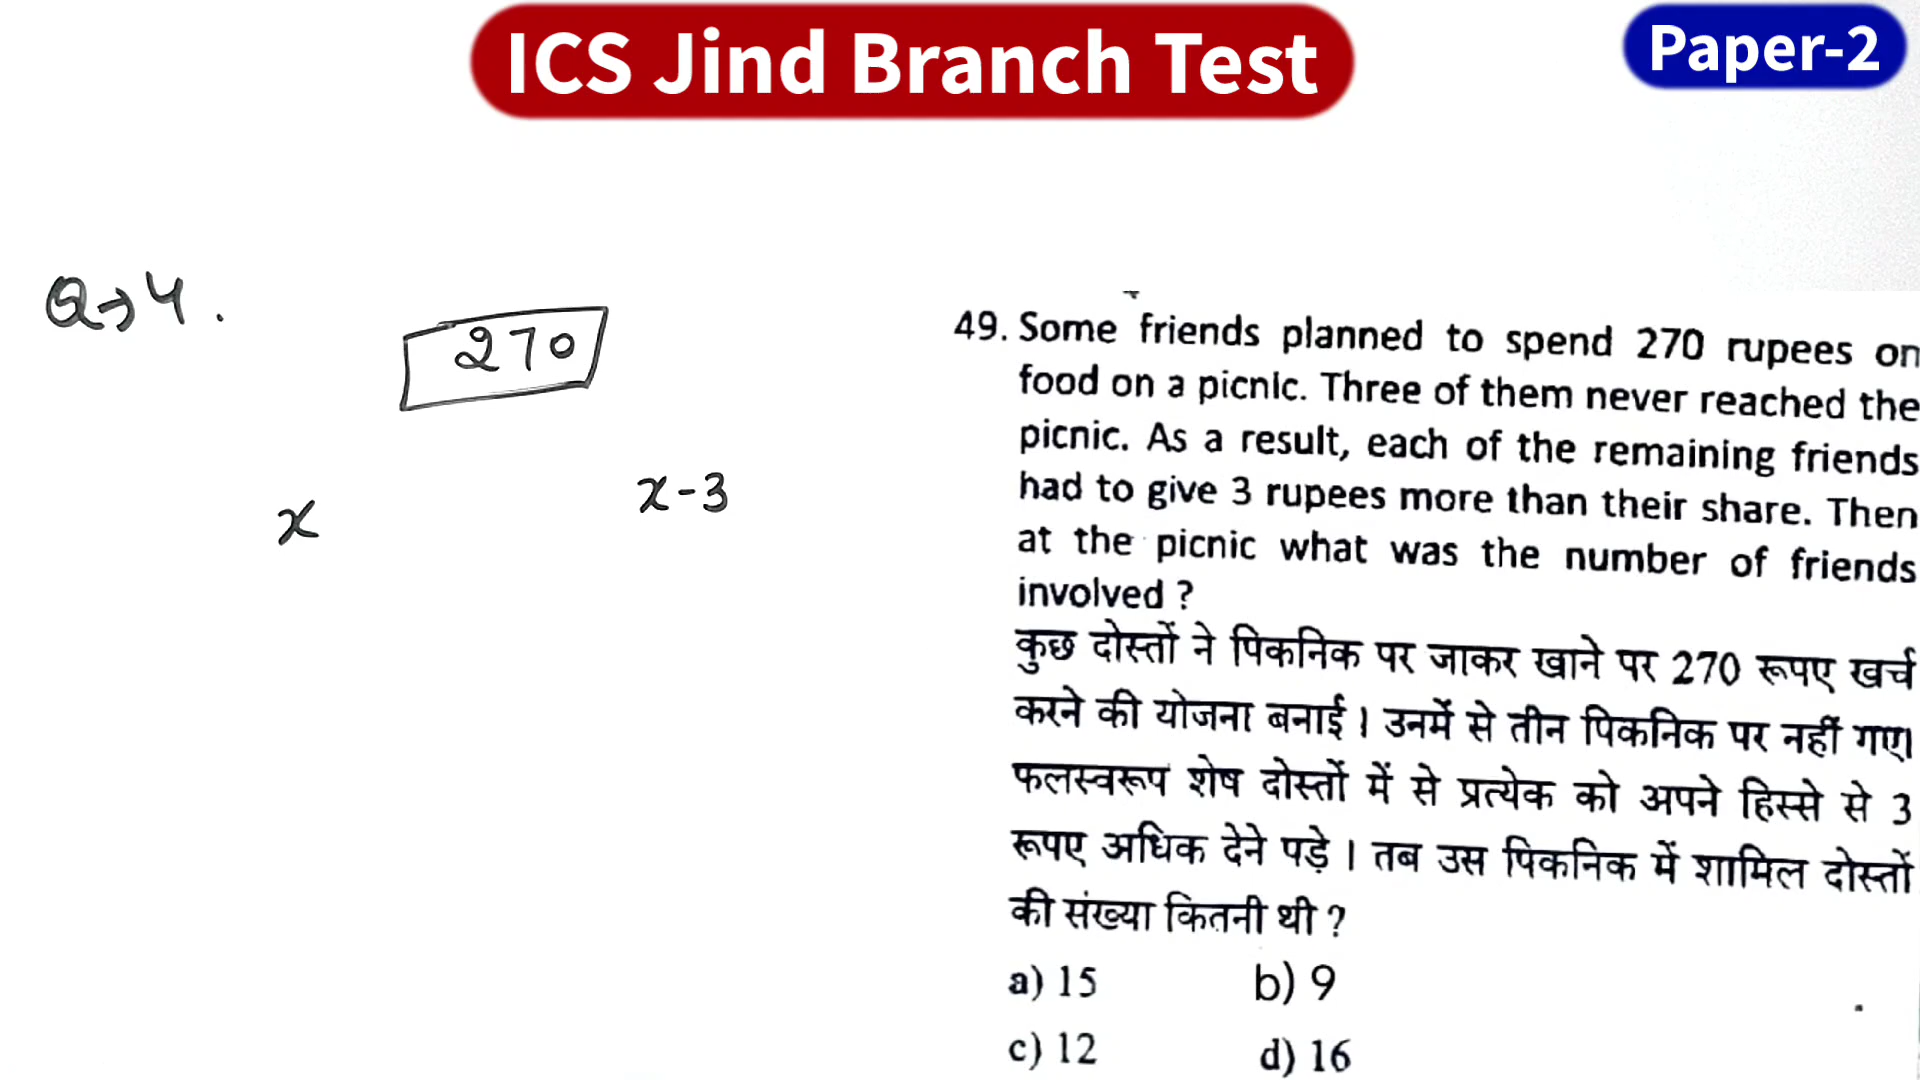 ICS Jind Branch Test
Paper-2
Q→4.
270
x
x-3
49. Some friends planned to spend 270 rupees on
food on a picnic. Three of them never reached the
picnic. As a result, each of the remaining friends
had to give 3 rupees more than their share. Then
at the picnic what was the number of friends
involved ?
कुछ दोस्तों ने पिकनिक पर जाकर खाने पर 270 रूपए खर्च
करने की योजना बनाई। उनमें से तीन पिकनिक पर नहीं गए।
फलस्वरूप शेष दोस्तों में से प्रत्येक को अपने हिस्से से 3
रूपए अधिक देने पड़े। तब उस पिकनिक में शामिल दोस्तों
की संख्या कितनी थी ?
a) 15 b) 9
c) 12 d) 16